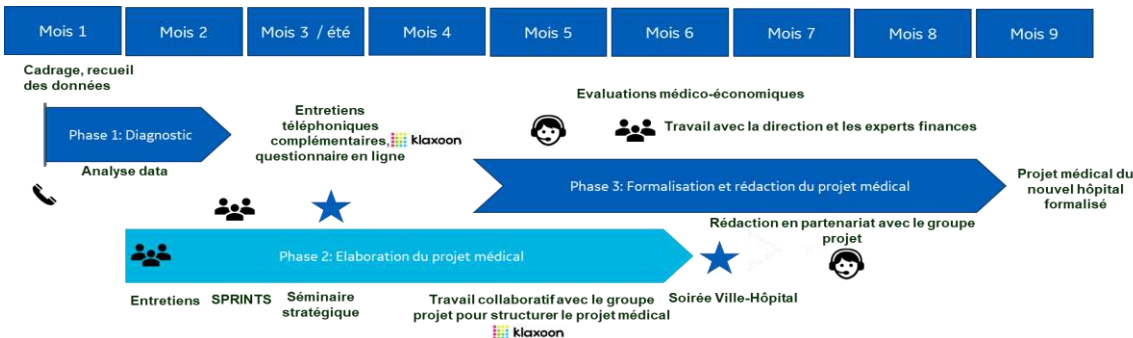 Mois 1
Mois 2
Mois 3 / été
Mois 4
Mois 5
Mois 6
Mois 7
Mois 8
Mois 9
Cadrage, recueil
des données
Phase 1: Diagnostic
Analyse data
Entretiens
téléphoniques
complémentaires,
questionnaire en ligne
klaxoon
Evaluations médico-économiques
Travail avec la direction et les experts finances
Phase 3: Formalisation et rédaction du projet médical
Projet médical du
nouvel hôpital
formalisé
Rédaction en partenariat avec le groupe
projet
Phase 2: Elaboration du projet médical
Entretiens
SPRINTS
Séminaire
stratégique
Travail collaboratif avec le groupe
projet pour structurer le projet médical
klaxoon
Soirée Ville-Hôpital